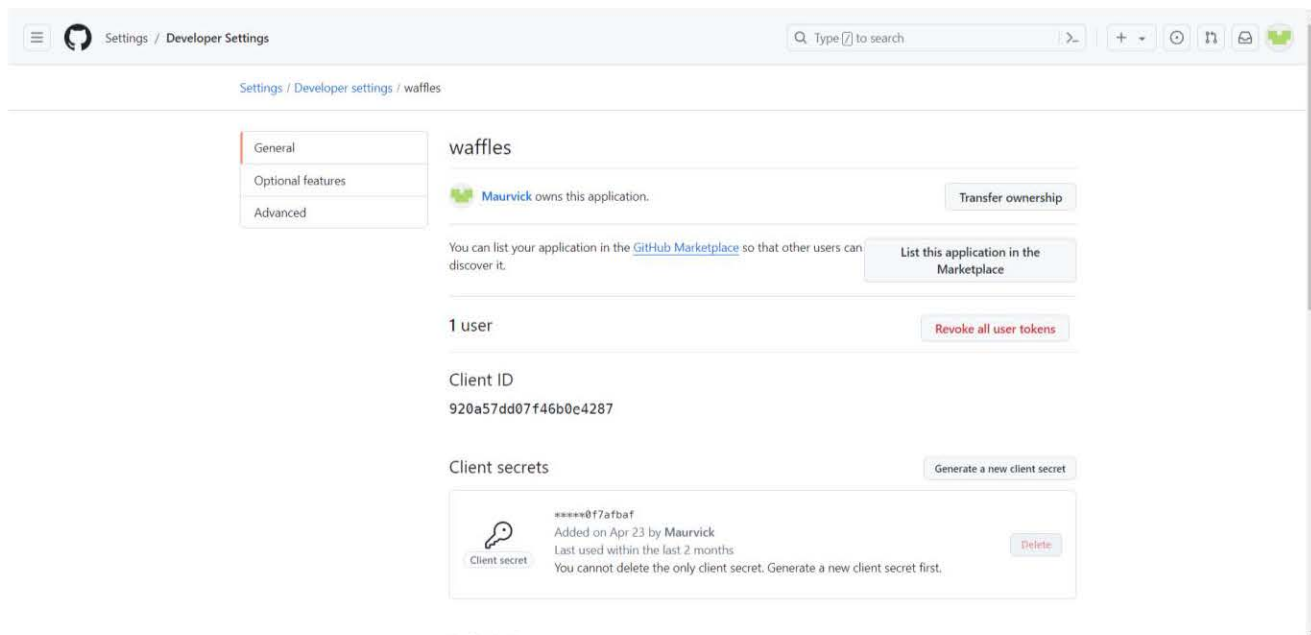 Settings / Developer Settings
Type / to search
Settings / Developer settings / waffles
General
Optional features
Advanced
waffles
Maurvick owns this application.
Transfer ownership
You can list your application in the GitHub Marketplace so that other users can
discover it.
List this application in the
Marketplace
1 user
Revoke all user tokens
Client ID
920a57dd07f46b0e4287
Client secrets
Generate a new client secret
*****0f7afbaf
Added on Apr 23 by Maurvick
Last used within the last 2 months
You cannot delete the only client secret. Generate a new client secret first.
Client secret
Delete